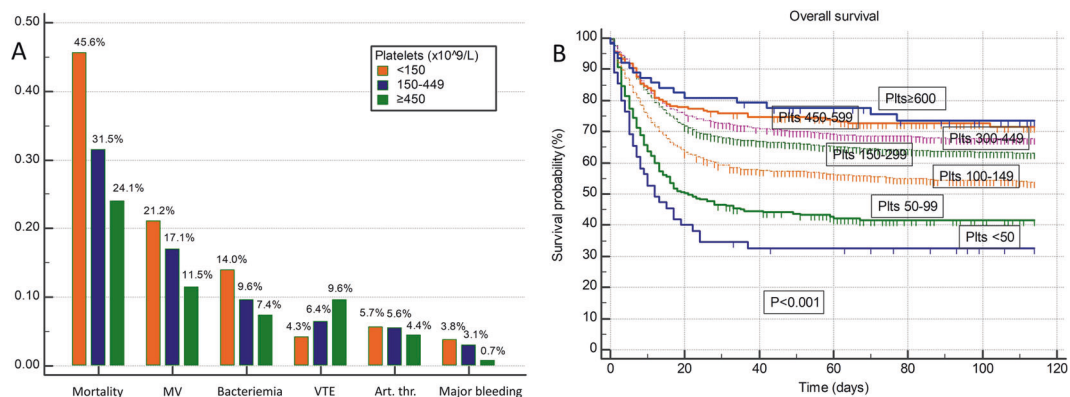 A
0.50
0.40
0.30
0.20
0.10
0.00
Platelets (x10^9/L)
<150
150-449
≥450
45.6%
31.5%
24.1%
21.2%
17.1%
11.5%
14.0%
9.6%
7.4%
4.3%
6.4%
9.6%
5.7%
5.6%
4.4%
3.8%
3.1%
0.7%
Mortality
MV
Bacteriemia
VTE
Art. thr.
Major bleeding
B
Overall survival
Survival probability (%)
100
90
80
70
60
50
40
30
20
10
0
Plts≥600
Plts 450-599
Plts 300-449
Plts 150-299
Plts 100-149
Plts 50-99
Plts <50
P<0.001
0
20
40
60
80
100
120
Time (days)